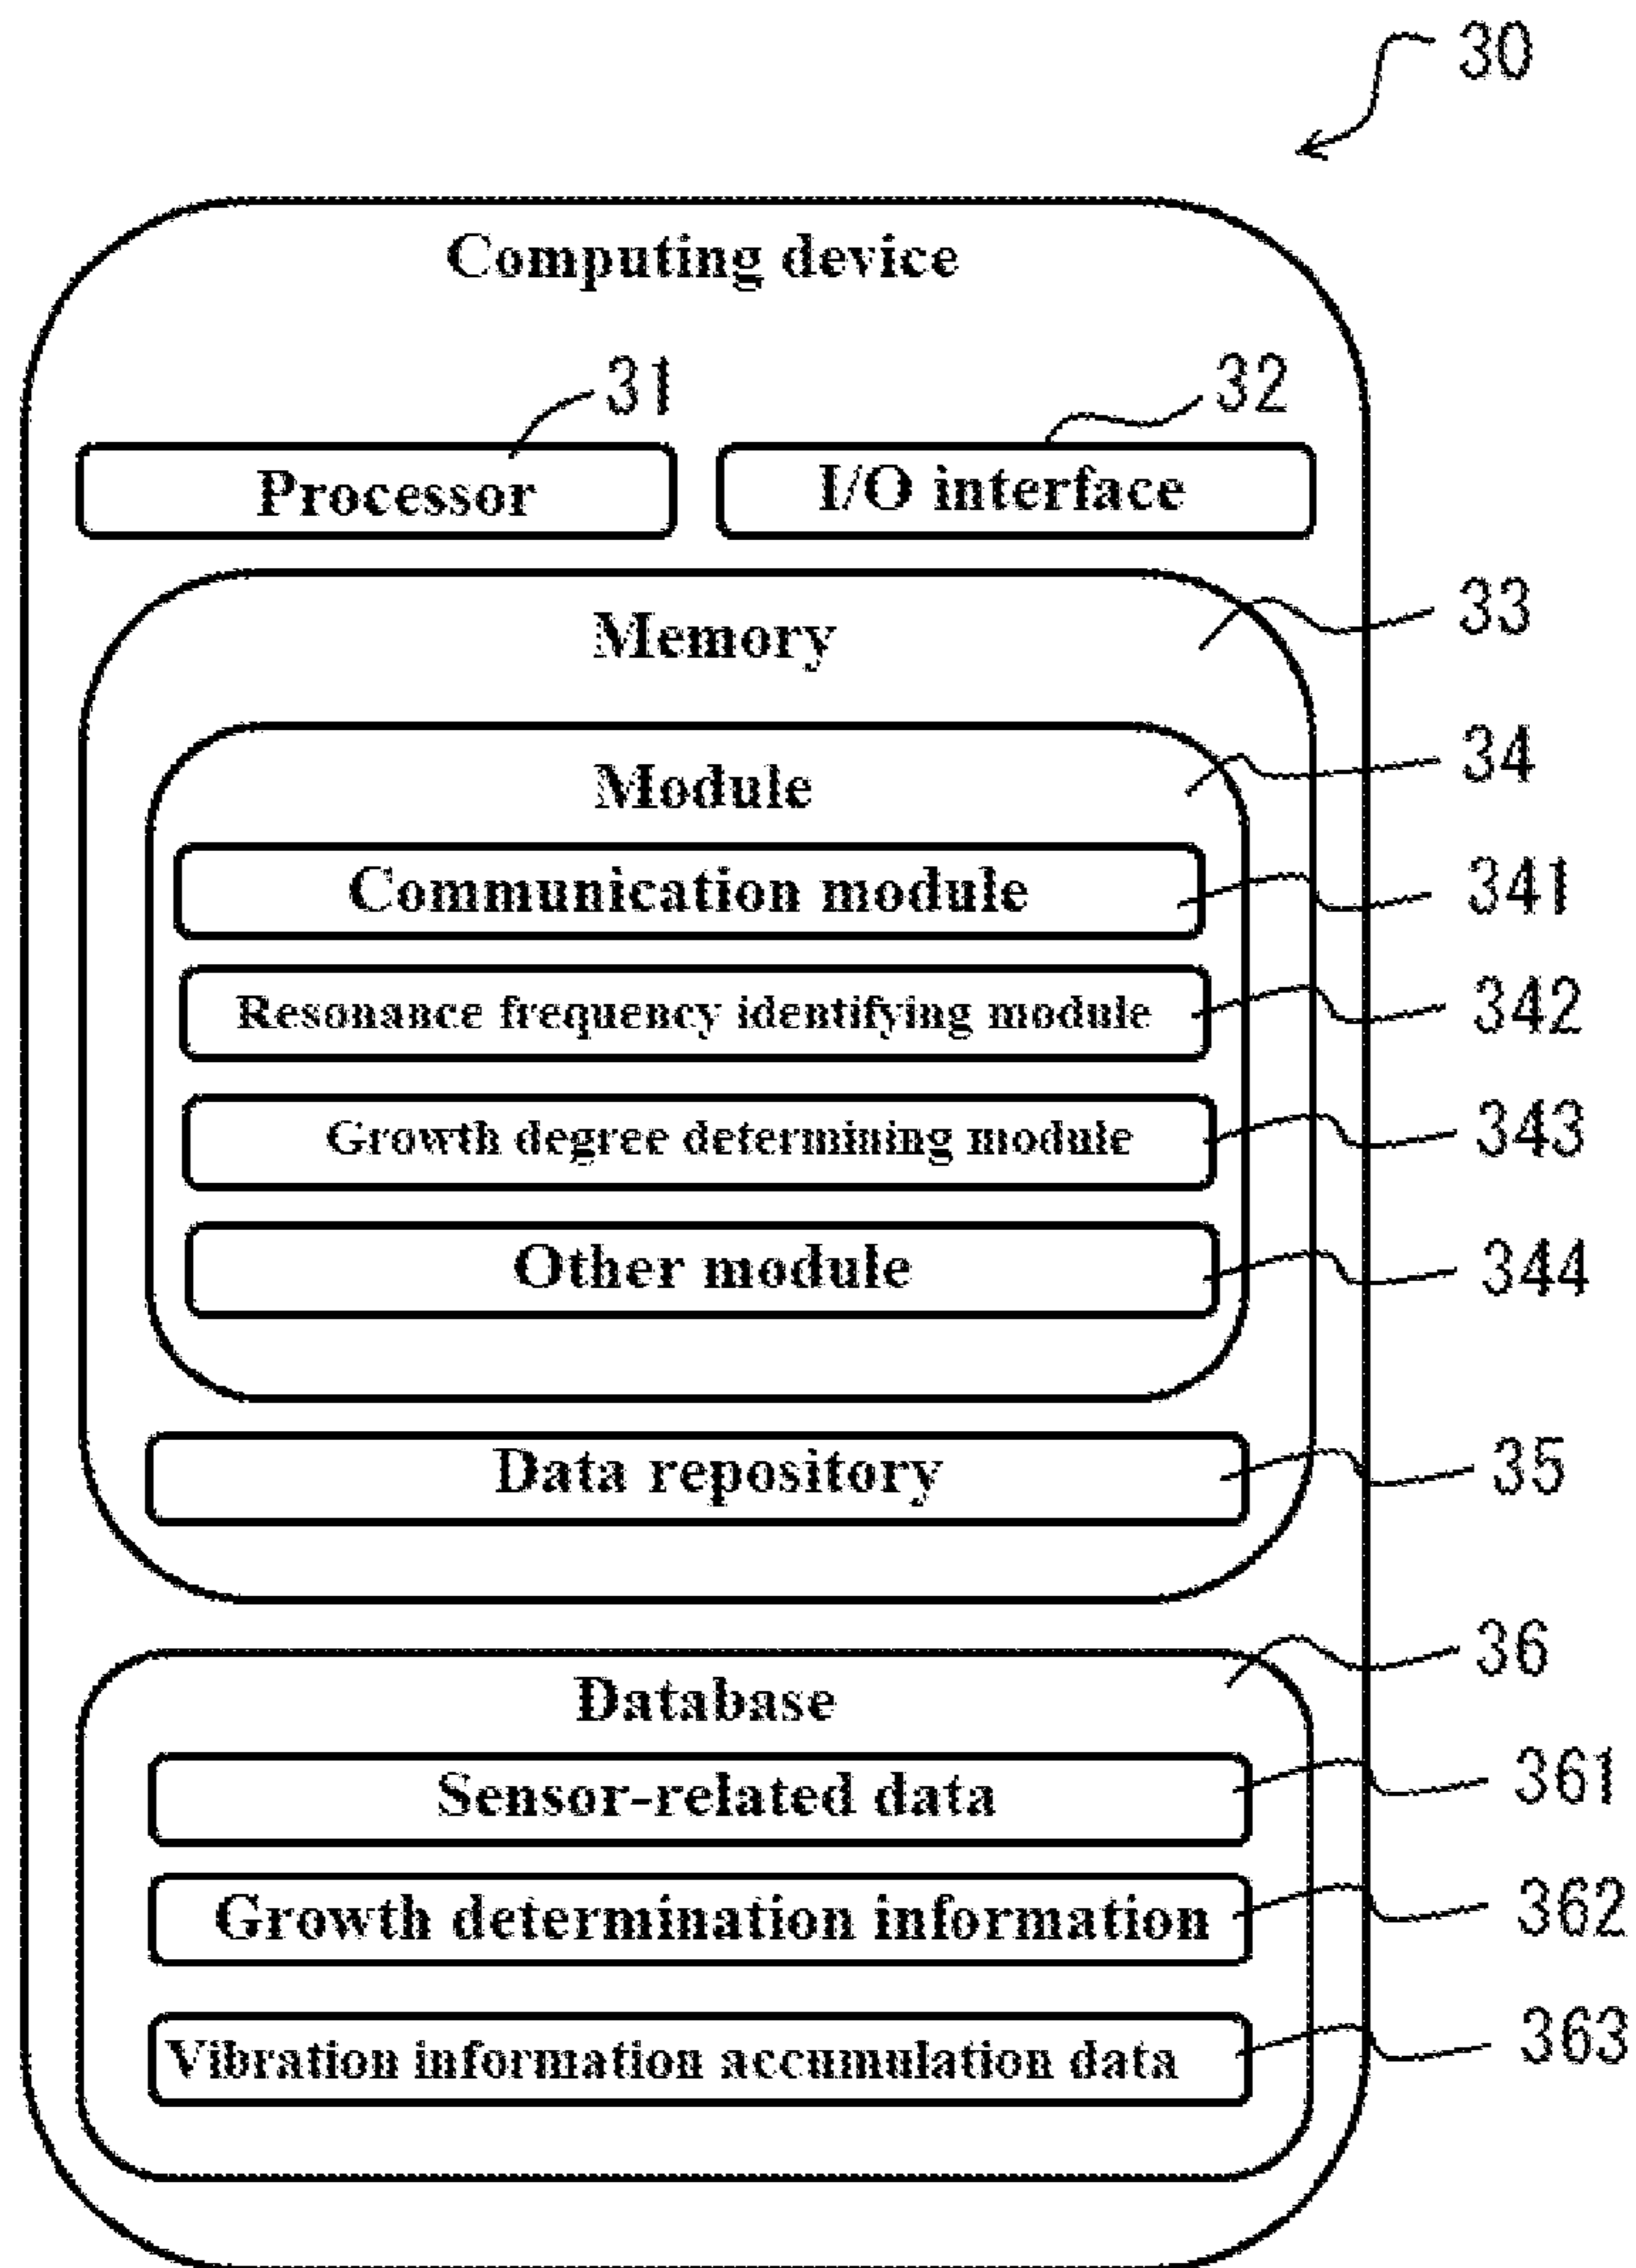 30
Computing device
31
32
Processor
I/O interface
33
Memory
34
Module
Communication module
341
Resonance frequency identifying module
342
Growth degree determining module
343
Other module
344
Data repository
35
36
Database
Sensor-related data
361
Growth determination information
362
Vibration information accumulation data
363